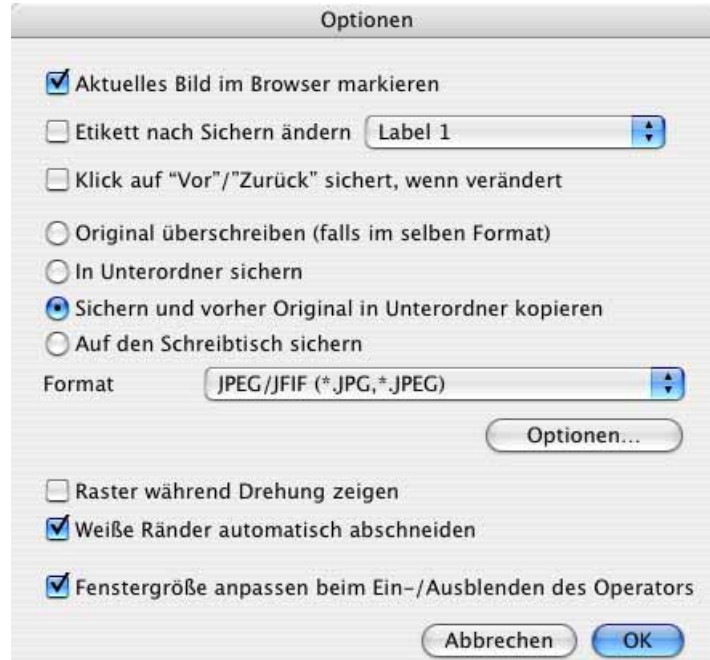 Optionen
Aktuelles Bild im Browser markieren
Etikett nach Sichern ändern Label 1
Klick auf “Vor”/”Zurück” sichert, wenn verändert
Original überschreiben (falls im selben Format)
In Unterordner sichern
Sichern und vorher Original in Unterordner kopieren
Auf den Schreibtisch sichern
Format JPEG/JFIF (*.JPG,*.JPEG)
Optionen...
Raster während Drehung zeigen
Weiße Ränder automatisch abschneiden
Fenstergröße anpassen beim Ein-/Ausblenden des Operators
Abbrechen OK